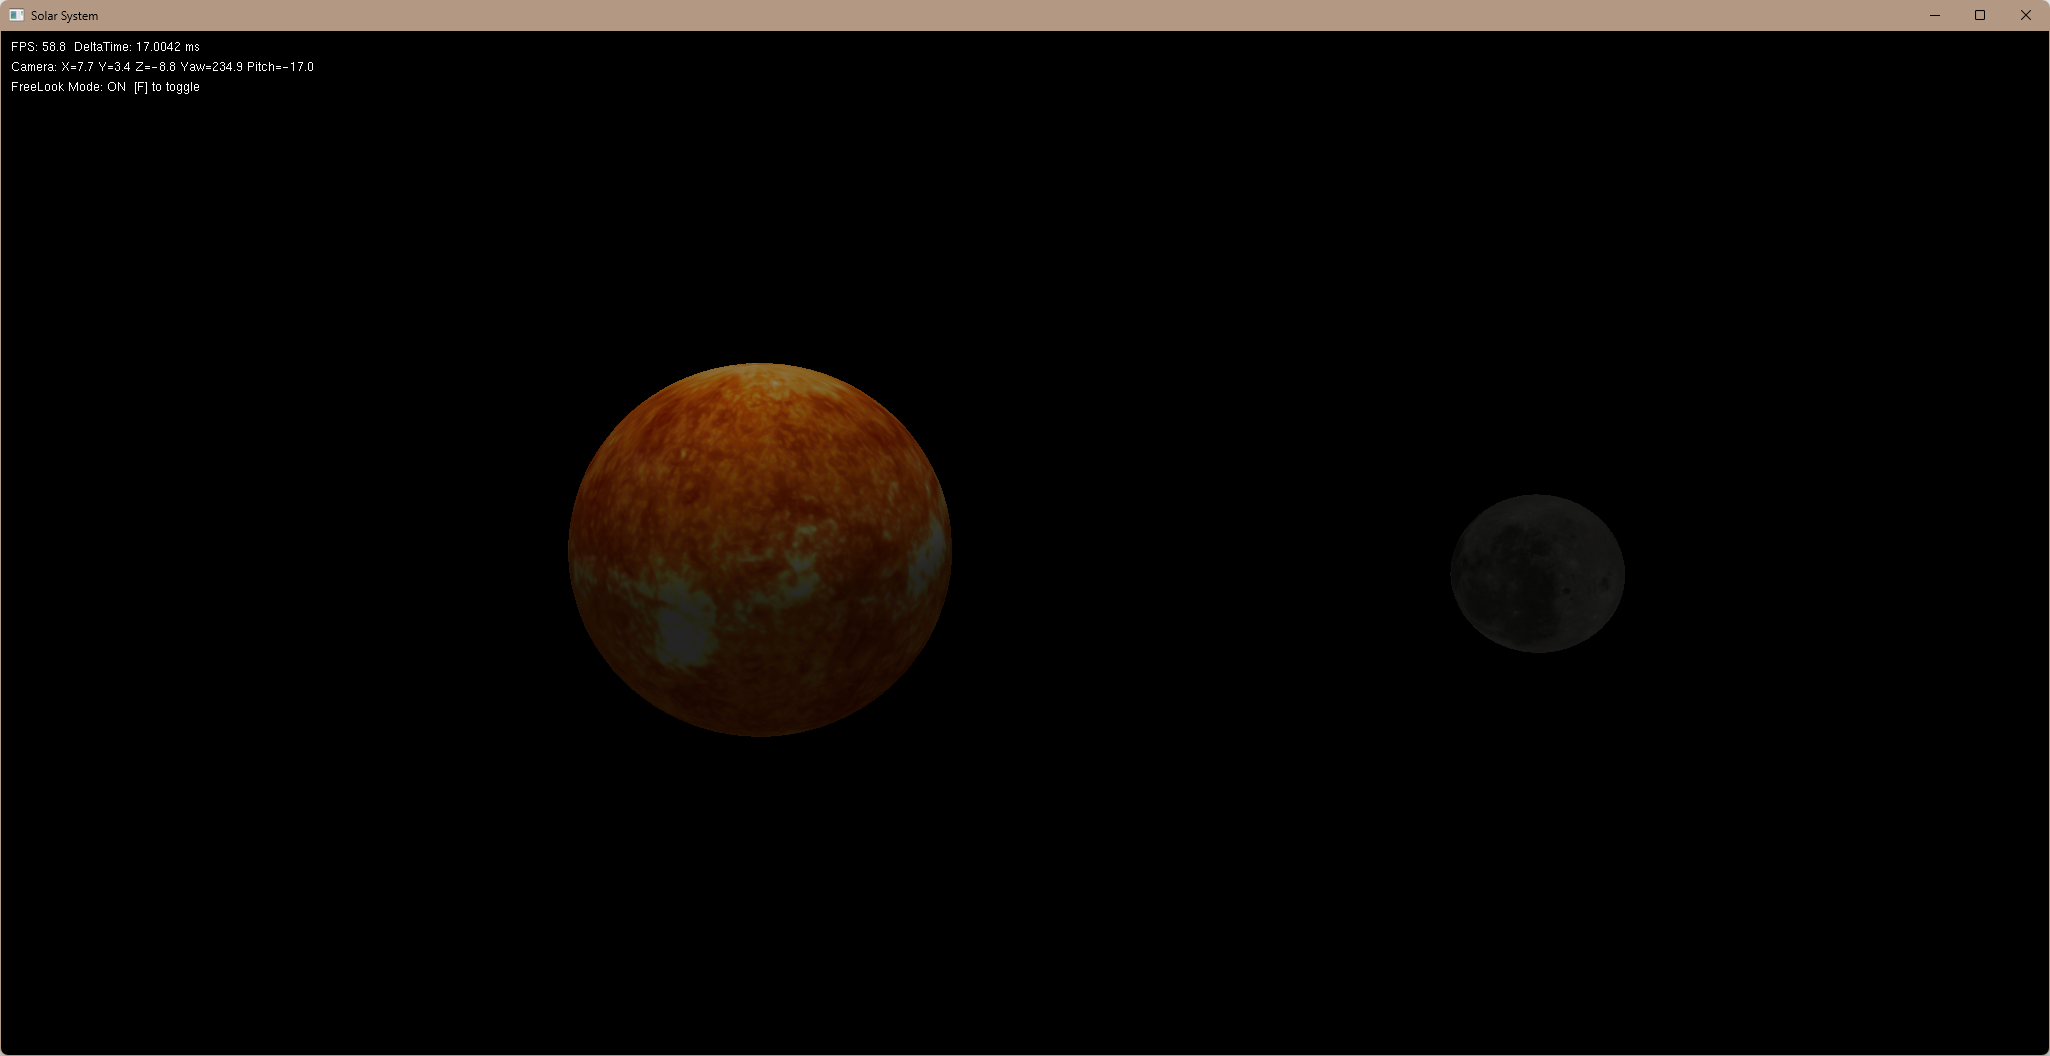 Solar System
FPS: 58.8  DeltaTime: 17.0042 ms
Camera: X=7.7 Y=3.4 Z=-8.8 Yaw=234.9 Pitch=-17.0
FreeLook Mode: ON  [F] to toggle